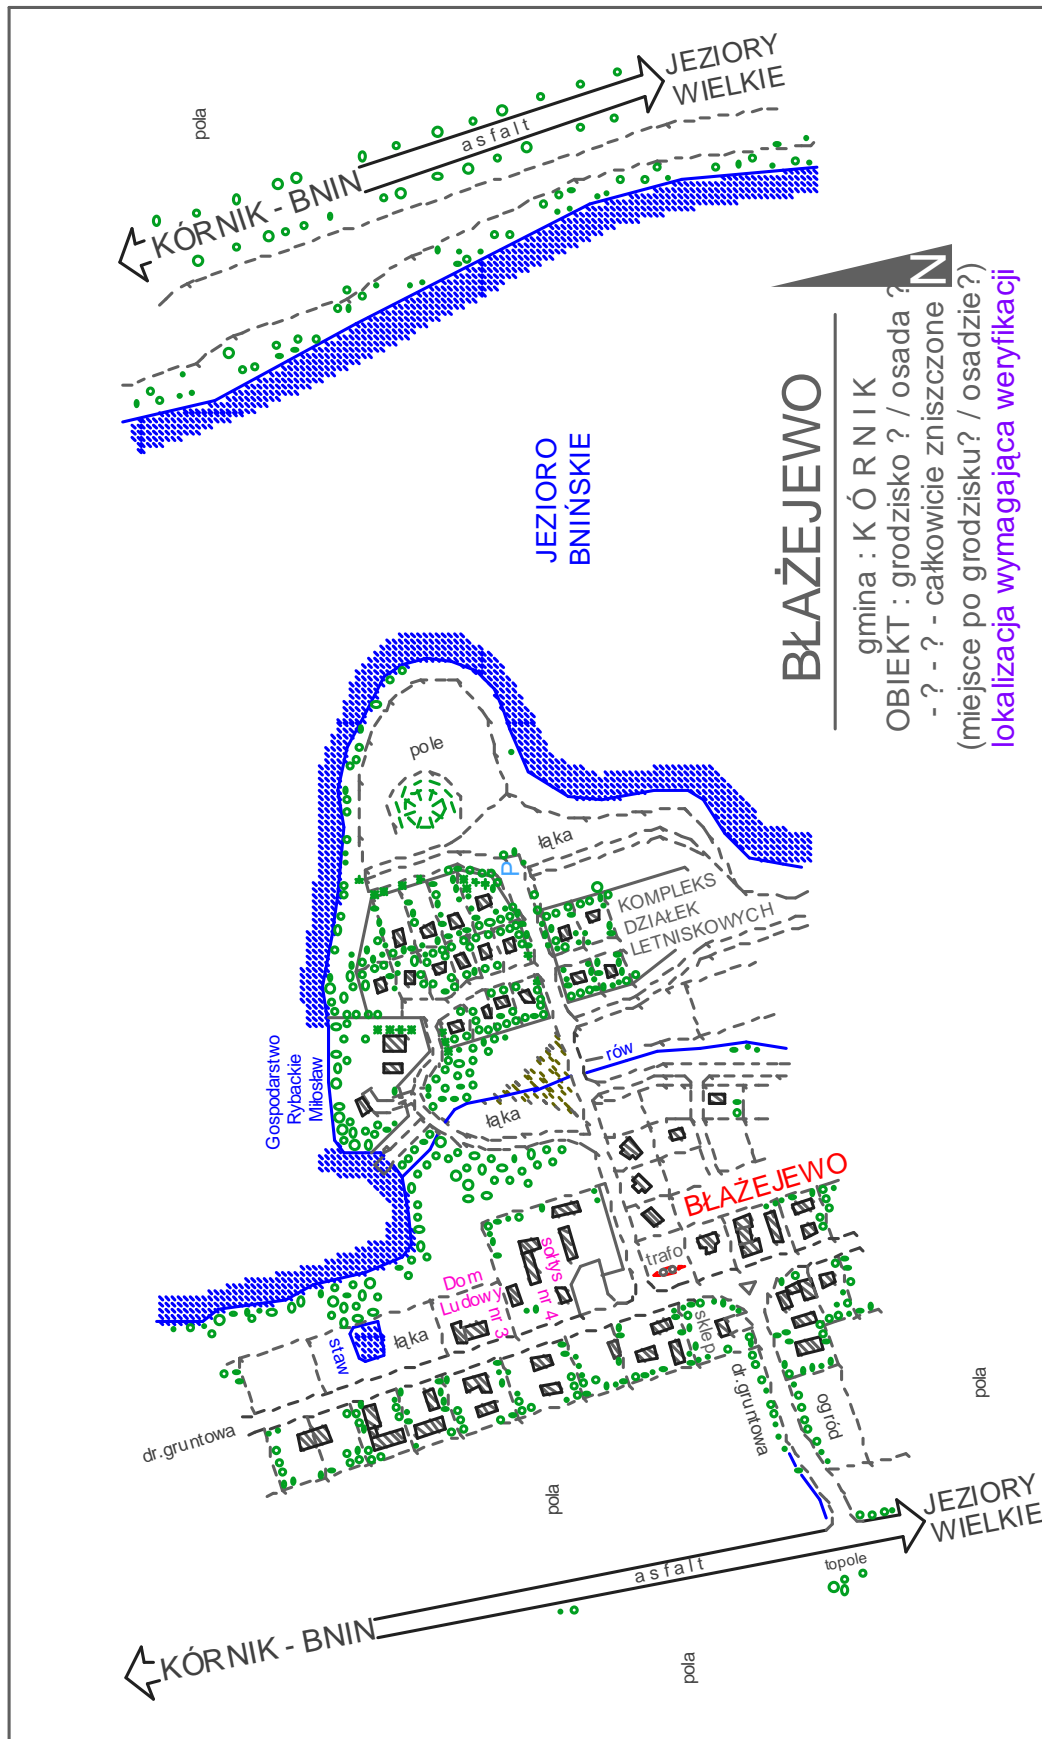 JEZIORY
WIELKIE
pola
asfalt
KÓRNIK - BNIN
N
BŁAŻEJEWO
gmina : K Ó R N I K
OBIEKT : grodzisko ? / osada ?
- ? - ? - całkowicie zniszczone
(miejsce po grodzisku? / osadzie?)
lokalizacja wymagająca weryfikacji
JEZIORO
BNIŃSKIE
pole
łąka
P
KOMPLEKS
DZIAŁEK
LETNISKOWYCH
Gospodarstwo
Rybackie
Miłosław
rów
łąka
BŁAŻEJEWO
trafo
sołtys
nr 4
Dom
Ludowy
nr 3
łąka
staw
sklep
dr.gruntowa
dr.gruntowa
ogród
pola
pola
JEZIORY
WIELKIE
asfalt
topole
KÓRNIK - BNIN
pola